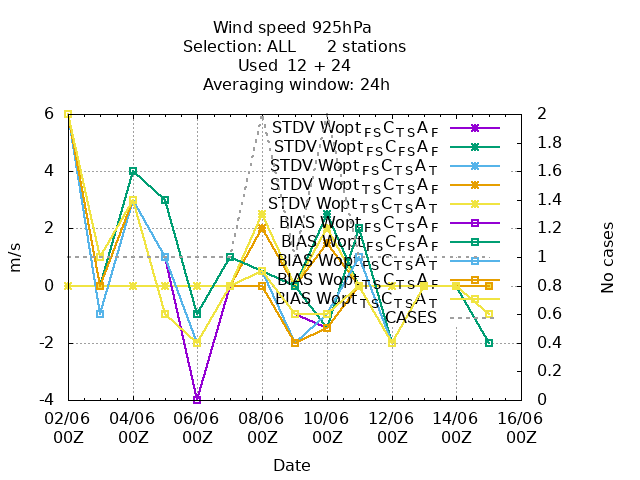 Wind speed 925hPa
Selection: ALL 2 stations
Used 12 + 24
Averaging window: 24h
6 2
STDV Wopt FS C TS A F
1.8
STDV Wopt FS C FS A F
4 1.6
STDV Wopt FS C TS A T
STDV Wopt TS C TS A F
1.4
STDV Wopt TS C TS A T
2 1.2
BIAS Wopt FS C TS A F
BIAS Wopt FS C FS A F
1
BIAS Wopt FS C TS A T
BIAS Wopt TS C TS A F
0 0.8
BIAS Wopt TS C TS A T
0.6
CASES
-2 0.4
0.2
-4 0
m/s
No cases
02/06 04/06 06/06 08/06 10/06 12/06 14/06 16/06
00Z 00Z 00Z 00Z 00Z 00Z 00Z 00Z
Date